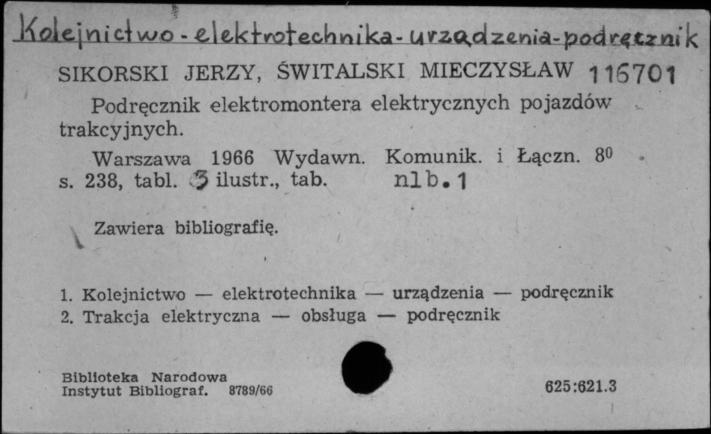 Kolejnictwo - elektrotechnika - urządzenia - podręcznik
SIKORSKI JERZY, ŚWITALSKI MIECZYSŁAW 116701
Podręcznik elektromontera elektrycznych pojazdów
trakcyjnych.
Warszawa 1966 Wydawn. Komunik. i Łączn. 8⁰
s. 238, tabl. 3 ilustr., tab. nlb. 1
Zawiera bibliografię.
1. Kolejnictwo — elektrotechnika — urządzenia — podręcznik
2. Trakcja elektryczna — obsługa — podręcznik
Biblioteka Narodowa
Instytut Bibliograf. 8789/66 625:621.3